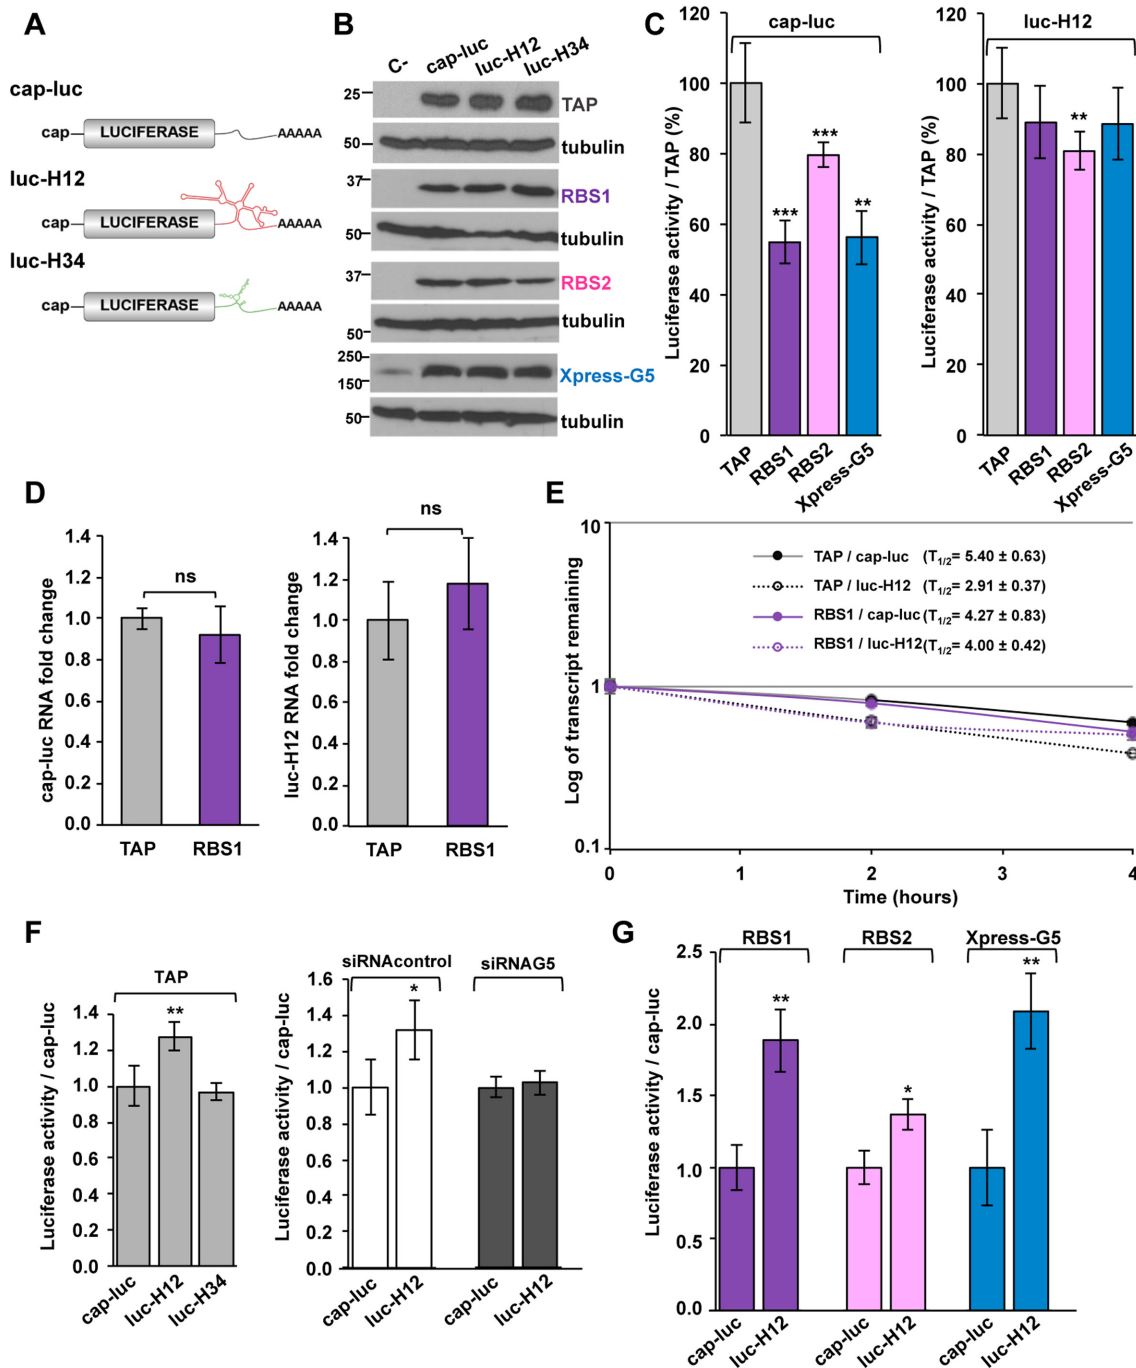 A
cap-luc
cap
LUCIFERASE
AAAAA
luc-H12
cap
LUCIFERASE
AAAAA
luc-H34
cap
LUCIFERASE
AAAAA
B
C- cap-luc luc-H12 luc-H34
25 TAP
50 tubulin
37 RBS1
50 tubulin
37 RBS2
50 tubulin
250
150 Xpress-G5
50 tubulin
C
cap-luc
Luciferase activity / TAP (%)
120
100
80
60
40
20
0
***
***
**
TAP RBS1 RBS2 Xpress-G5
luc-H12
Luciferase activity / TAP (%)
120
100
80
60
40
20
0
**
TAP RBS1 RBS2 Xpress-G5
D
cap-luc RNA fold change
1.4
1.2
1.0
0.8
0.6
0.4
0.2
0.0
ns
TAP RBS1
luc-H12 RNA fold change
1.4
1.2
1.0
0.8
0.6
0.4
0.2
0.0
ns
TAP RBS1
E
Log of transcript remaining
10
1
0.1
TAP / cap-luc (T1/2= 5.40 ± 0.63)
TAP / luc-H12 (T1/2= 2.91 ± 0.37)
RBS1 / cap-luc (T1/2= 4.27 ± 0.83)
RBS1 / luc-H12 (T1/2= 4.00 ± 0.42)
0 1 2 3 4
Time (hours)
F
Luciferase activity / cap-luc
TAP
1.4
1.2
1.0
0.8
0.6
0.4
0.2
0.0
**
cap-luc luc-H12 luc-H34
Luciferase activity / cap-luc
siRNAcontrol siRNAG5
1.6
1.4
1.2
1.0
0.8
0.6
0.4
0.2
0.0
*
cap-luc luc-H12 cap-luc luc-H12
G
Luciferase activity / cap-luc
RBS1 RBS2 Xpress-G5
2.5
2.0
1.5
1.0
0.5
0.0
**
*
**
cap-luc luc-H12 cap-luc luc-H12 cap-luc luc-H12